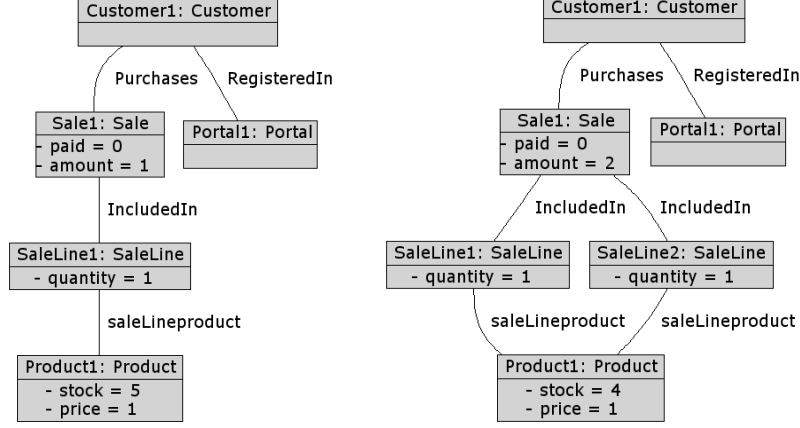 Customer1: Customer
Purchases
RegisteredIn
Sale1: Sale
- paid = 0
- amount = 1
Portal1: Portal
IncludedIn
SaleLine1: SaleLine
- quantity = 1
saleLineproduct
Product1: Product
- stock = 5
- price = 1
Customer1: Customer
Purchases
RegisteredIn
Sale1: Sale
- paid = 0
- amount = 2
Portal1: Portal
IncludedIn
IncludedIn
SaleLine1: SaleLine
- quantity = 1
SaleLine2: SaleLine
- quantity = 1
saleLineproduct
saleLineproduct
Product1: Product
- stock = 4
- price = 1